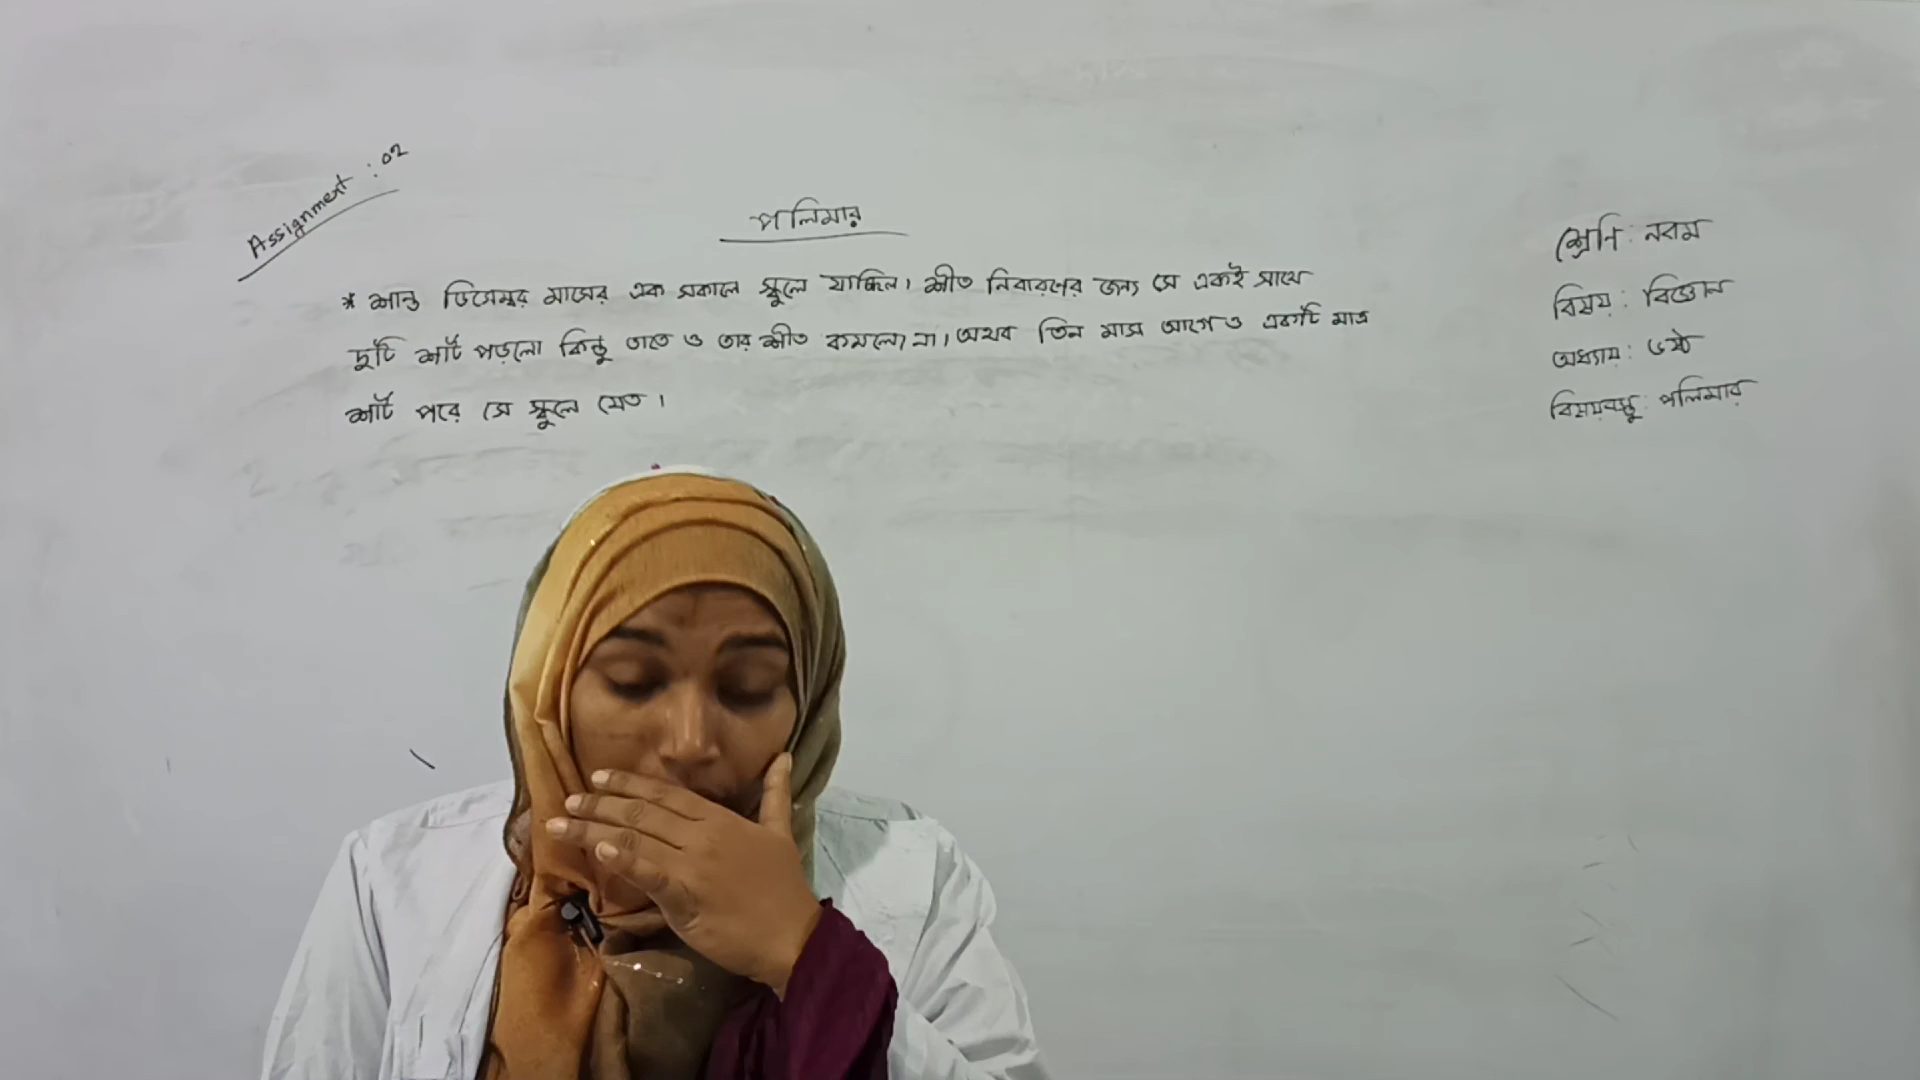 Assignment : 02
পলিমার
* শান্ত ডিসেম্বর মাসের এক সকালে স্কুলে যাচ্ছিল। শীত নিবারণের জন্য সে একই সাথে
দুটি শার্ট পড়লো কিন্তু তাতে ও তার শীত কমলো না। অথব তিন মাস আগেও একটি মাত্র
শার্ট পরে সে স্কুলে যেত।
শ্রেণি : নবম
বিষয় : বিজ্ঞান
অধ্যায় : ৬ষ্ঠ
বিষয়বস্তু : পলিমার